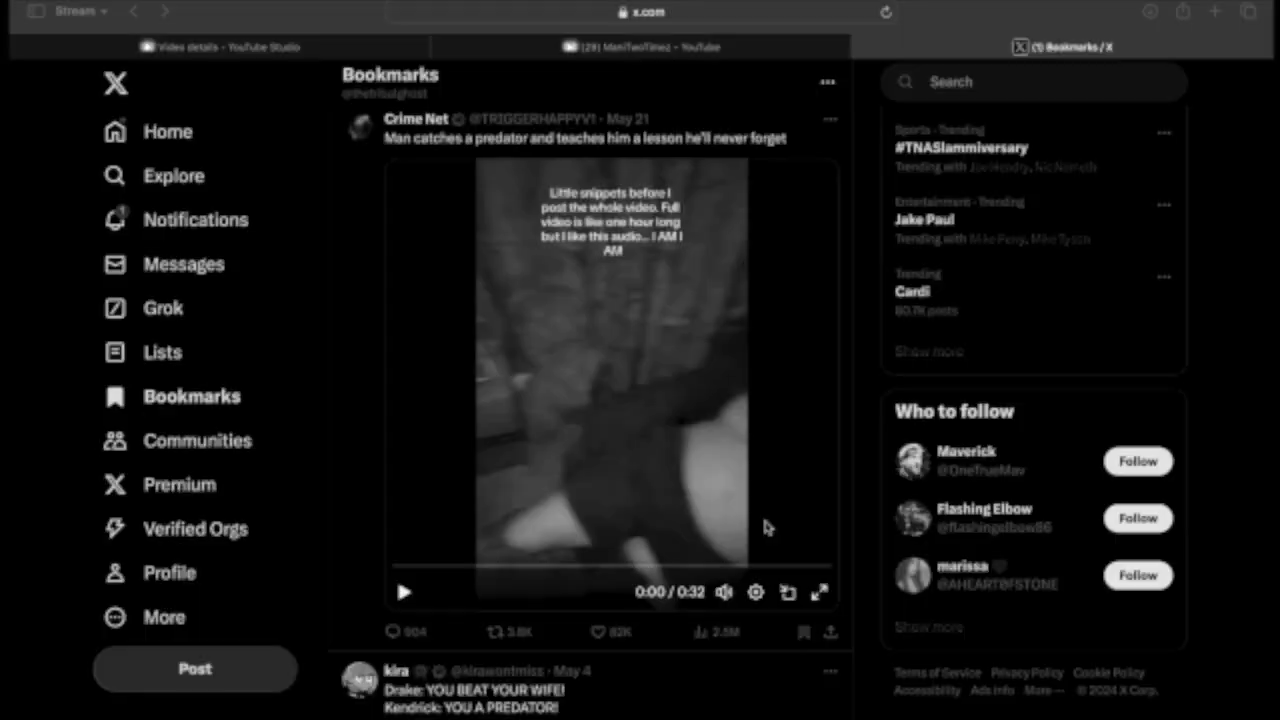 Stream
x.com
Video details - YouTube Studio
(29) ManiTwoTimez - YouTube
(1) Bookmarks / X
Home
Explore
Notifications
Messages
Grok
Lists
Bookmarks
Communities
Premium
Verified Orgs
Profile
More
Post
Bookmarks
Crime Net @TRIGGERHAPPYV1 · May 21
Man catches a predator and teaches him a lesson he'll never forget
Little snippets before I
post the whole video. Full
video is like one hour long
but I like this audio... I AM I
AM
0:00 / 0:32
904
3.8K
82K
2.5M
kira @kirawontmiss · May 4
Drake: YOU BEAT YOUR WIFE!
Kendrick: YOU A PREDATOR!
Search
Sports · Trending
#TNASlammiversary
Trending with Joe Hendry, Nic Nemeth
Entertainment · Trending
Jake Paul
Trending with Mike Perry, Mike Tyson
Trending
Cardi
80.7K posts
Show more
Who to follow
Maverick
@OneTrueMav
Follow
Flashing Elbow
@flashingelbow86
Follow
marissa
@AHEARTØFSTONE
Follow
Show more
Terms of Service Privacy Policy Cookie Policy
Accessibility Ads info More ··· © 2024 X Corp.